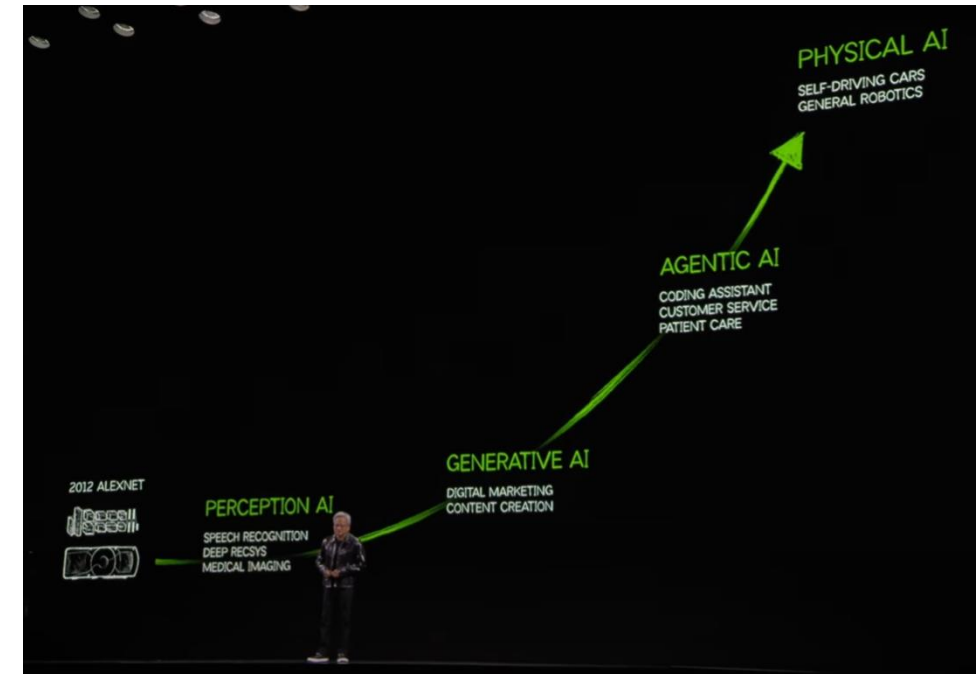 2012 ALEXNET
PERCEPTION AI
SPEECH RECOGNITION
DEEP RECSYS
MEDICAL IMAGING
GENERATIVE AI
DIGITAL MARKETING
CONTENT CREATION
AGENTIC AI
CODING ASSISTANT
CUSTOMER SERVICE
PATIENT CARE
PHYSICAL AI
SELF-DRIVING CARS
GENERAL ROBOTICS